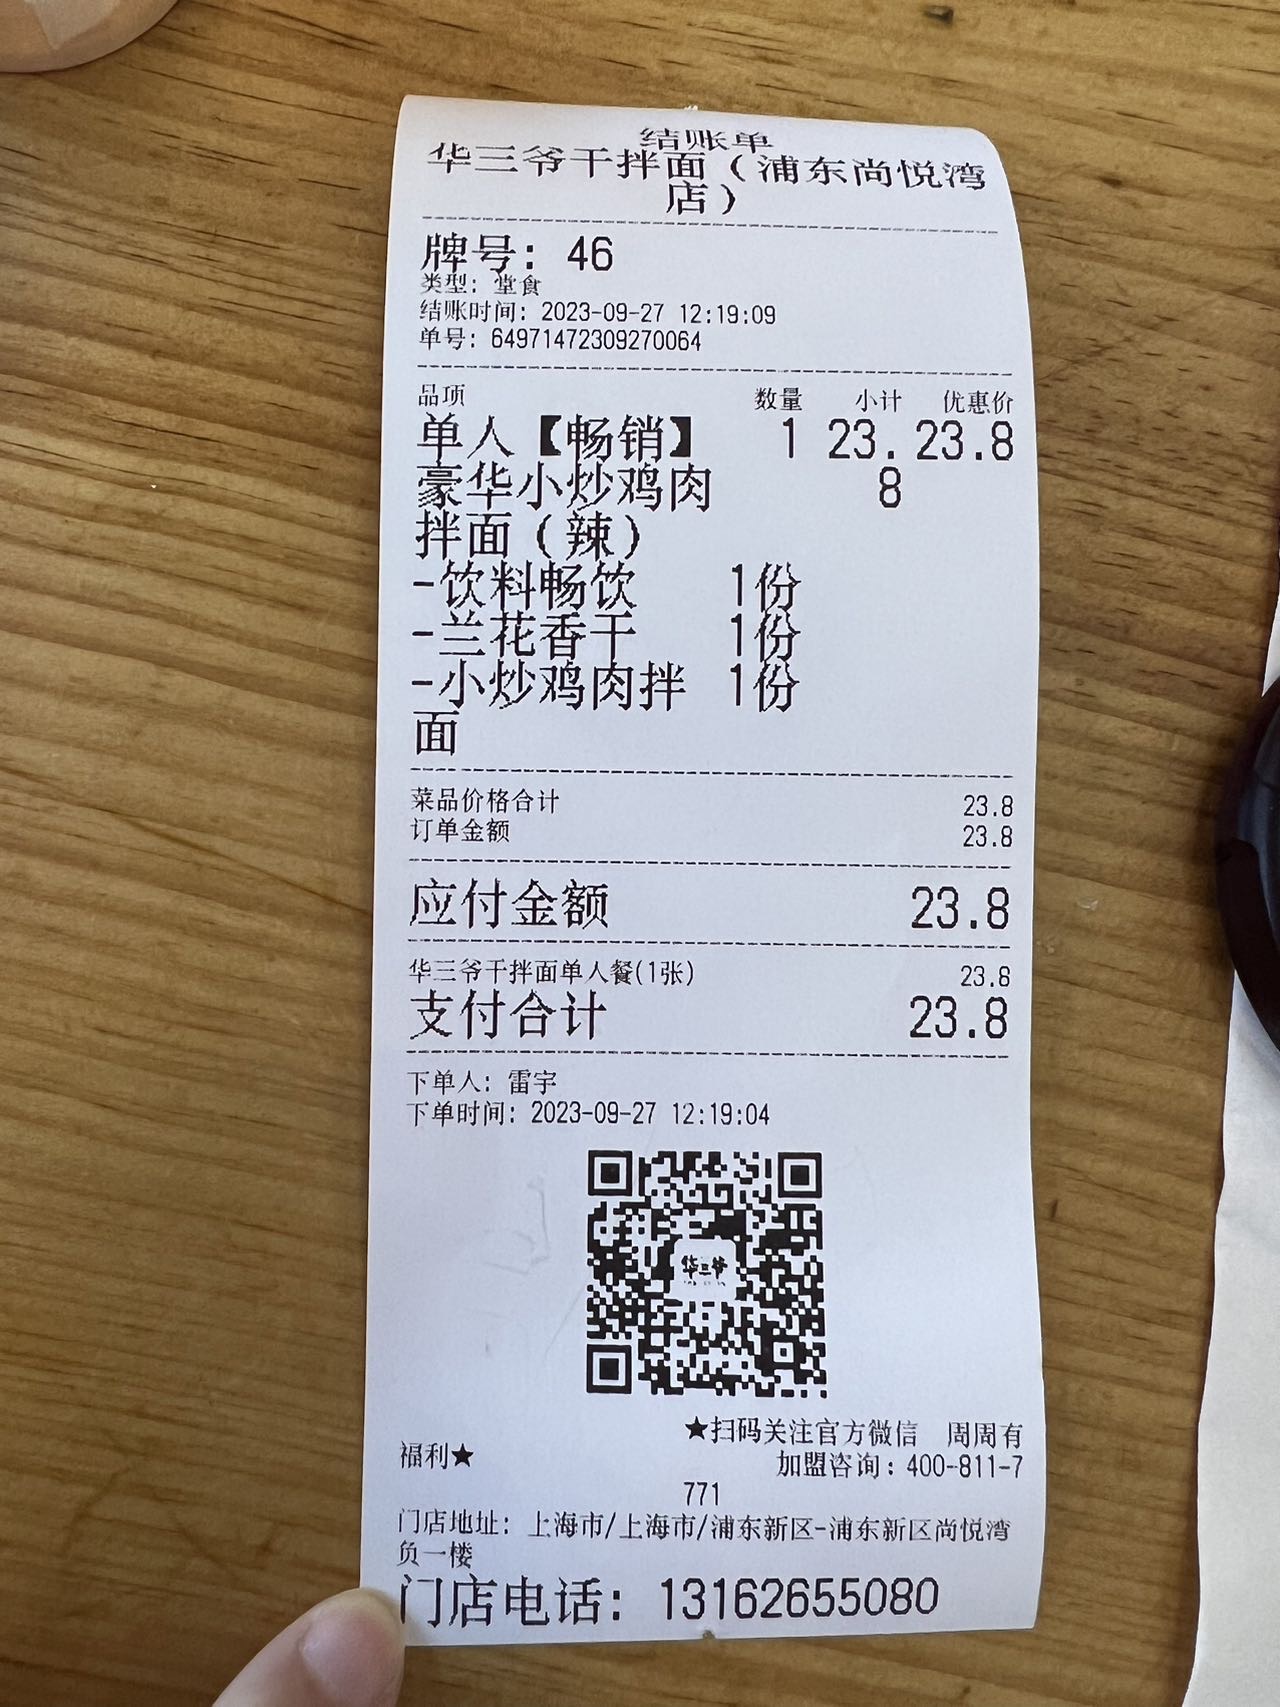 结账单
华三爷干拌面（浦东尚悦湾
店）
牌号: 46
类型: 堂食
结账时间: 2023-09-27 12:19:09
单号: 64971472309270064
品项 数量 小计 优惠价
单人【畅销】 1 23. 23.8
豪华小炒鸡肉 8
拌面（辣）
-饮料畅饮 1份
-兰花香干 1份
-小炒鸡肉拌 1份
面
菜品价格合计 23.8
订单金额 23.8
应付金额 23.8
华三爷干拌面单人餐(1张) 23.8
支付合计 23.8
下单人: 雷宇
下单时间: 2023-09-27 12:19:04
华三爷
★扫码关注官方微信 周周有
福利★ 加盟咨询: 400-811-7
771
门店地址: 上海市/上海市/浦东新区-浦东新区尚悦湾
负一楼
门店电话: 13162655080